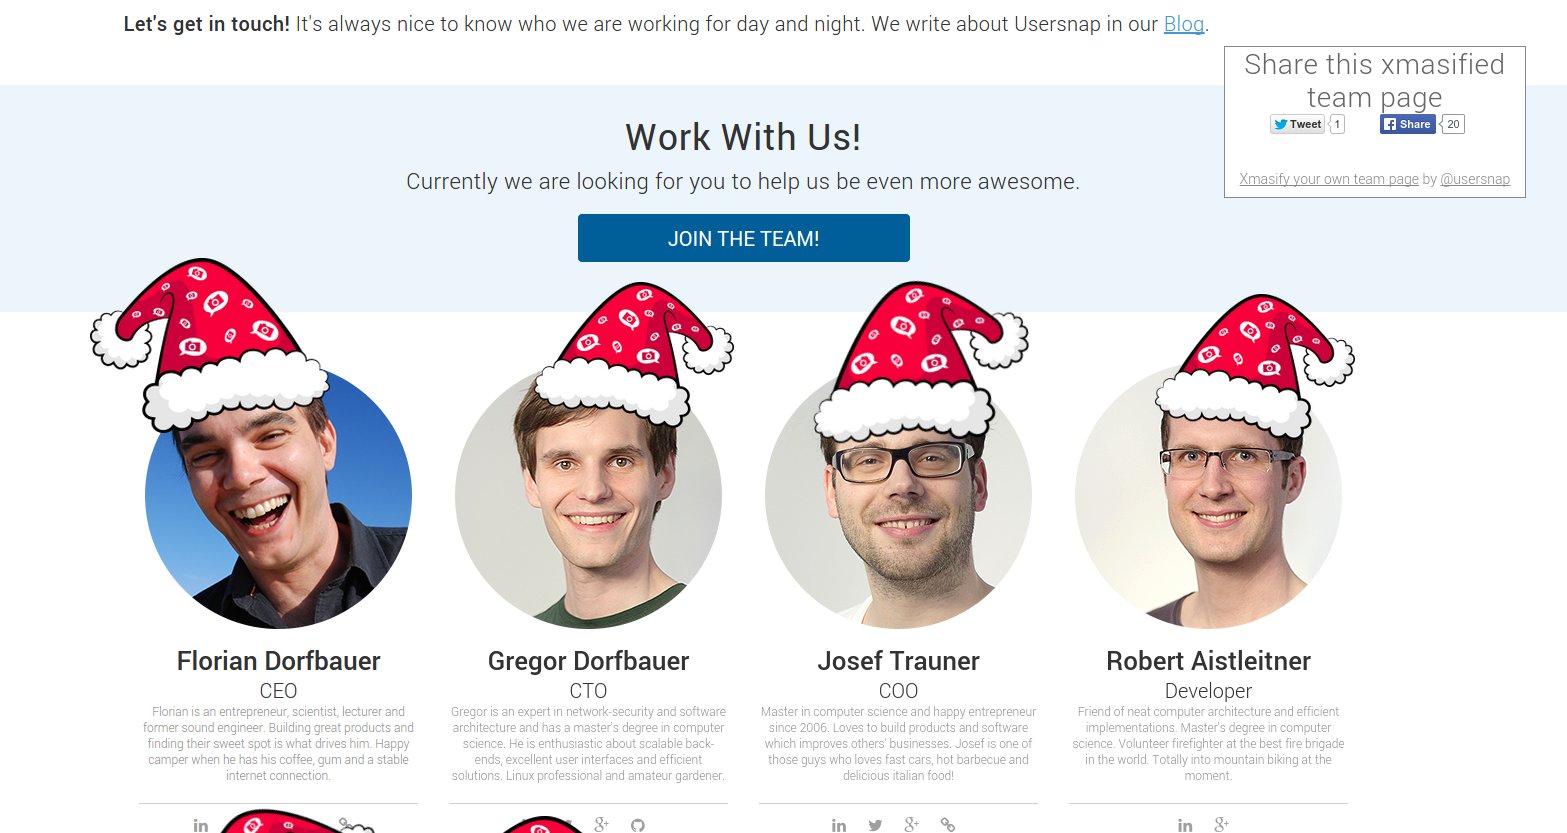 Let's get in touch! It's always nice to know who we are working for day and night. We write about Usersnap in our Blog.
Share this xmasified
team page
Tweet 1
Share 20
Xmasify your own team page by @usersnap
Work With Us!
Currently we are looking for you to help us be even more awesome.
JOIN THE TEAM!
Florian Dorfbauer
CEO
Florian is an entrepreneur, scientist, lecturer and
former sound engineer. Building great products and
finding their sweet spot is what drives him. Happy
camper when he has his coffee, gum and a stable
internet connection.
Gregor Dorfbauer
CTO
Gregor is an expert in network-security and software
architecture and has a master's degree in computer
science. He is enthusiastic about scalable back-
ends, excellent user interfaces and efficient
solutions. Linux professional and amateur gardener.
Josef Trauner
COO
Master in computer science and happy entrepreneur
since 2006. Loves to build products and software
which improves others' businesses. Josef is one of
those guys who loves fast cars, hot barbecue and
delicious italian food!
Robert Aistleitner
Developer
Friend of neat computer architecture and efficient
implementations. Master's degree in computer
science. Volunteer firefighter at the best fire brigade
in the world. Totally into mountain biking at the
moment.